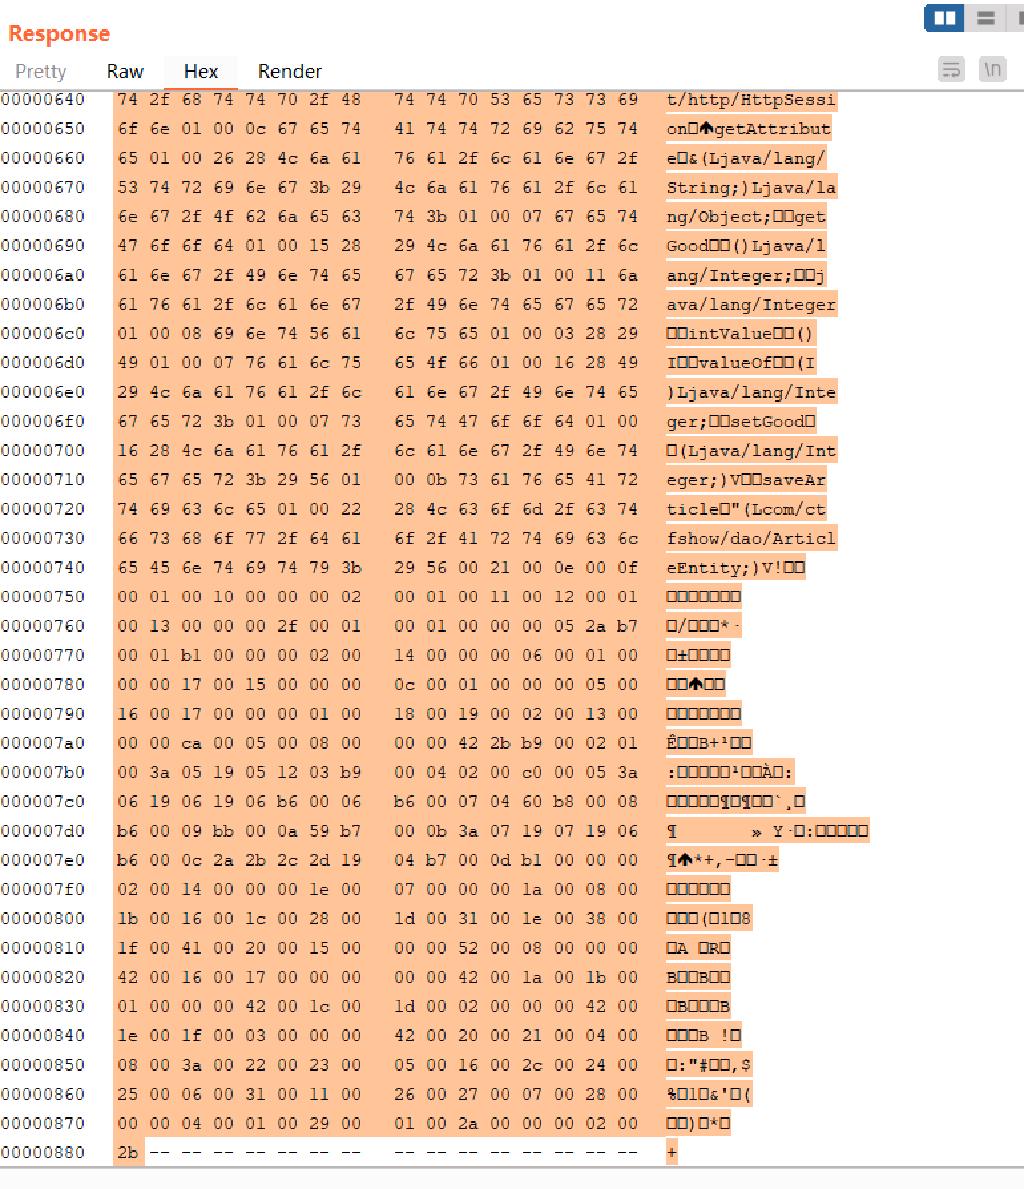 Response
Pretty Raw Hex Render
\n
00000640 74 2f 68 74 74 70 2f 48 74 74 70 53 65 73 73 69 t/http/HttpSessi
00000650 6f 6e 01 00 0c 67 65 74 41 74 74 72 69 62 75 74 on□♠getAttribut
00000660 65 01 00 26 28 4c 6a 61 76 61 2f 6c 61 6e 67 2f e□&(Ljava/lang/
00000670 53 74 72 69 6e 67 3b 29 4c 6a 61 76 61 2f 6c 61 String;)Ljava/la
00000680 6e 67 2f 4f 62 6a 65 63 74 3b 01 00 07 67 65 74 ng/Object;□□get
00000690 47 6f 6f 64 01 00 15 28 29 4c 6a 61 76 61 2f 6c Good□□()Ljava/l
000006a0 61 6e 67 2f 49 6e 74 65 67 65 72 3b 01 00 11 6a ang/Integer;□□j
000006b0 61 76 61 2f 6c 61 6e 67 2f 49 6e 74 65 67 65 72 ava/lang/Integer
000006c0 01 00 08 69 6e 74 56 61 6c 75 65 01 00 03 28 29 □□intValue□□()
000006d0 49 01 00 07 76 61 6c 75 65 4f 66 01 00 16 28 49 I□□valueOf□□(I
000006e0 29 4c 6a 61 76 61 2f 6c 61 6e 67 2f 49 6e 74 65 )Ljava/lang/Inte
000006f0 67 65 72 3b 01 00 07 73 65 74 47 6f 6f 64 01 00 ger;□□setGood□
00000700 16 28 4c 6a 61 76 61 2f 6c 61 6e 67 2f 49 6e 74 □(Ljava/lang/Int
00000710 65 67 65 72 3b 29 56 01 00 0b 73 61 76 65 41 72 eger;)V□□saveAr
00000720 74 69 63 6c 65 01 00 22 28 4c 63 6f 6d 2f 63 74 ticle□"(Lcom/ct
00000730 66 73 68 6f 77 2f 64 61 6f 2f 41 72 74 69 63 6c fshow/dao/Articl
00000740 65 45 6e 74 69 74 79 3b 29 56 00 21 00 0e 00 0f eEntity;)V!□□
00000750 00 01 00 10 00 00 00 02 00 01 00 11 00 12 00 01 □□□□□□□
00000760 00 13 00 00 00 2f 00 01 00 01 00 00 00 05 2a b7 □/□□□*·
00000770 00 01 b1 00 00 00 02 00 14 00 00 00 06 00 01 00 □±□□□□
00000780 00 00 17 00 15 00 00 00 0c 00 01 00 00 00 05 00 □□♠□□
00000790 16 00 17 00 00 00 01 00 18 00 19 00 02 00 13 00 □□□□□□□
000007a0 00 00 ca 00 05 00 08 00 00 00 42 2b b9 00 02 01 Ê□□B+¹□□
000007b0 00 3a 05 19 05 12 03 b9 00 04 02 00 c0 00 05 3a :□□□□□¹□□À□:
000007c0 06 19 06 19 06 b6 00 06 b6 00 07 04 60 b8 00 08 □□□□□¶□¶□□`¸□
000007d0 b6 00 09 bb 00 0a 59 b7 00 0b 3a 07 19 07 19 06 ¶ » Y·□:□□□□□
000007e0 b6 00 0c 2a 2b 2c 2d 19 04 b7 00 0d b1 00 00 00 ¶♠*+,-□□·±
000007f0 02 00 14 00 00 00 1e 00 07 00 00 00 1a 00 08 00 □□□□□□
00000800 1b 00 16 00 1c 00 28 00 1d 00 31 00 1e 00 38 00 □□□(□1□8
00000810 1f 00 41 00 20 00 15 00 00 00 52 00 08 00 00 00 □A □R□
00000820 42 00 16 00 17 00 00 00 00 00 42 00 1a 00 1b 00 B□□B□□
00000830 01 00 00 00 42 00 1c 00 1d 00 02 00 00 00 42 00 □B□□□B
00000840 1e 00 1f 00 03 00 00 00 42 00 20 00 21 00 04 00 □□□B !□
00000850 08 00 3a 00 22 00 23 00 05 00 16 00 2c 00 24 00 □:"#□□,$
00000860 25 00 06 00 31 00 11 00 26 00 27 00 07 00 28 00 %□1□&'□(
00000870 00 00 04 00 01 00 29 00 01 00 2a 00 00 00 02 00 □□)□*□
00000880 2b -- -- -- -- -- -- -- -- -- -- -- -- -- -- -- +